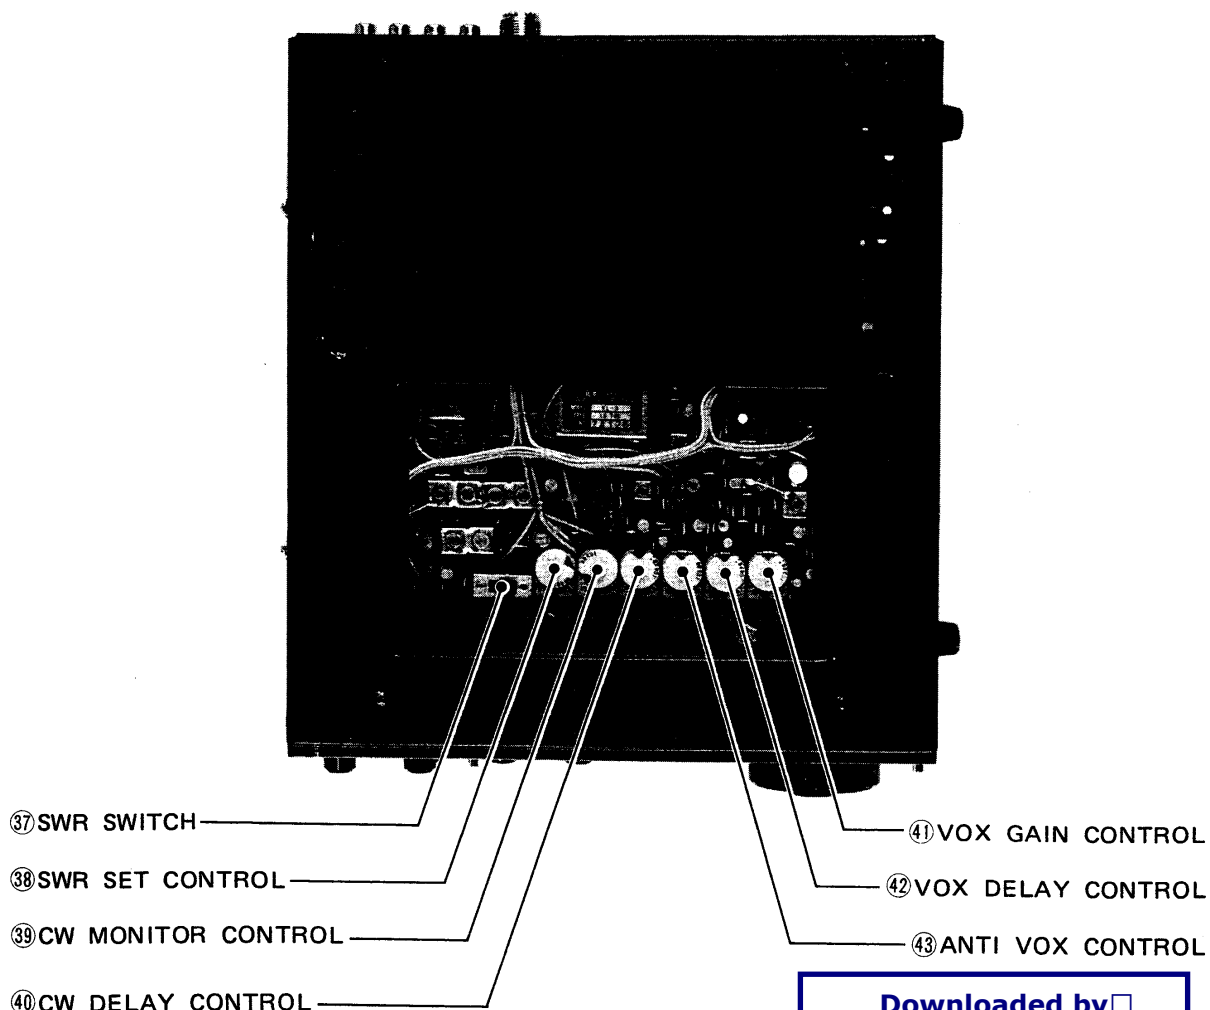 ㊲SWR SWITCH
㊳SWR SET CONTROL
㊴CW MONITOR CONTROL
㊵CW DELAY CONTROL
㊶VOX GAIN CONTROL
㊷VOX DELAY CONTROL
㊸ANTI VOX CONTROL
Downloaded by□